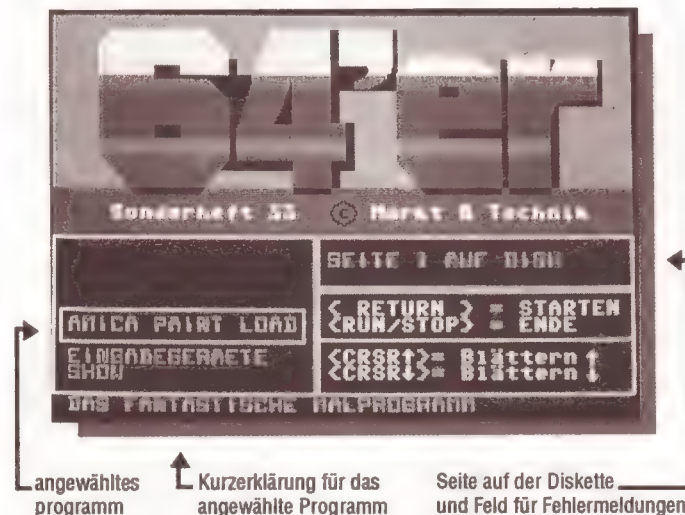 64'er
Sonderheft 55 © Markt & Technik
SEITE 1 AUF DISK
AMICA PAINT LOAD
EINGABEGERAETE
SHOW
< RETURN > = STARTEN
<RUN/STOP> = ENDE
<CRSR↑>= Blättern ↑
<CRSR↓>= Blättern ↓
DAS FANTASTISCHE MALPROGRAMM
angewähltes
programm
Kurzerklärung für das
angewählte Programm
Seite auf der Diskette
und Feld für Fehlermeldungen